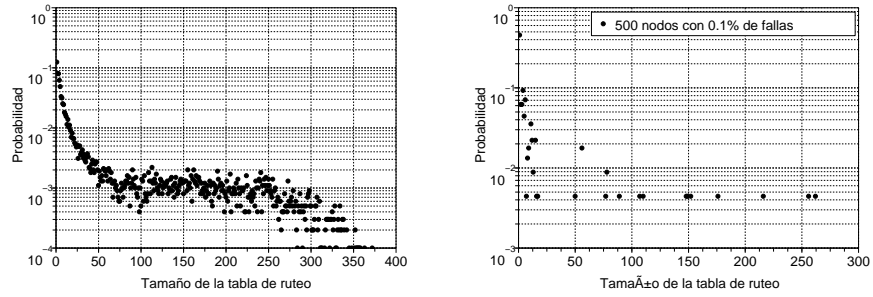 Probabilidad
10 0
10 −1
10 −2
10 −3
10 −4
0 50 100 150 200 250 300 350 400
Tamaño de la tabla de ruteo
Probabilidad
500 nodos con 0.1% de fallas
10 0
10 −1
10 −2
10 −3
0 50 100 150 200 250 300
TamaÃ±o de la tabla de ruteo